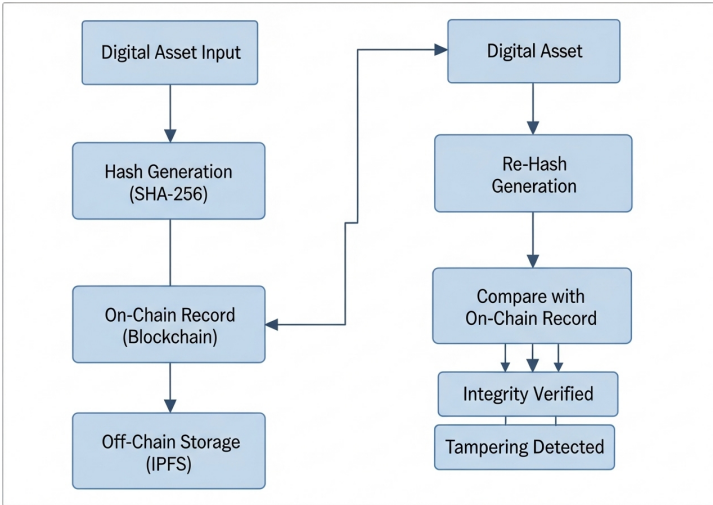 Digital Asset Input
Hash Generation
(SHA-256)
On-Chain Record
(Blockchain)
Off-Chain Storage
(IPFS)
Digital Asset
Re-Hash
Generation
Compare with
On-Chain Record
Integrity Verified
Tampering Detected